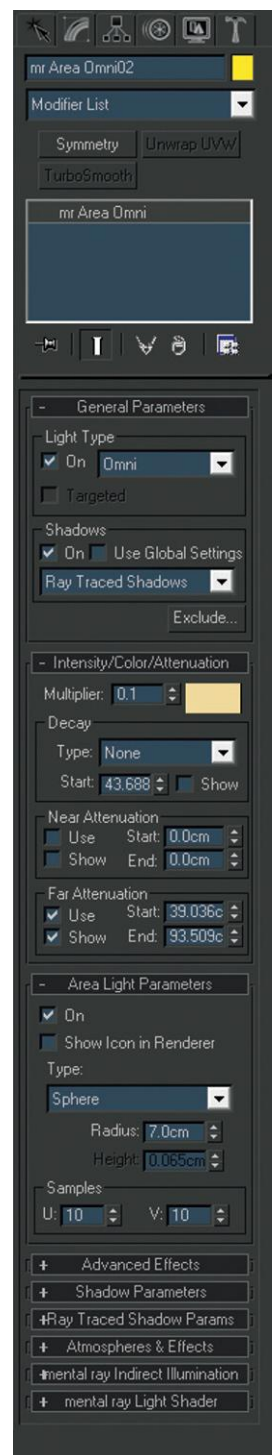 mr Area Omni02
Modifier List
Symmetry Unwrap UVW
TurboSmooth
mr Area Omni
- General Parameters
Light Type
On Omni
Targeted
Shadows
On Use Global Settings
Ray Traced Shadows
Exclude...
- Intensity/Color/Attenuation
Multiplier: 0.1
Decay
Type: None
Start: 43.688 Show
Near Attenuation
Use Start: 0.0cm
Show End: 0.0cm
Far Attenuation
Use Start: 39.036c
Show End: 93.509c
- Area Light Parameters
On
Show Icon in Renderer
Type:
Sphere
Radius: 7.0cm
Height: 0.065cm
Samples
U: 10 V: 10
+ Advanced Effects
+ Shadow Parameters
+Ray Traced Shadow Params
+ Atmospheres & Effects
+mental ray Indirect Illumination
+ mental ray Light Shader